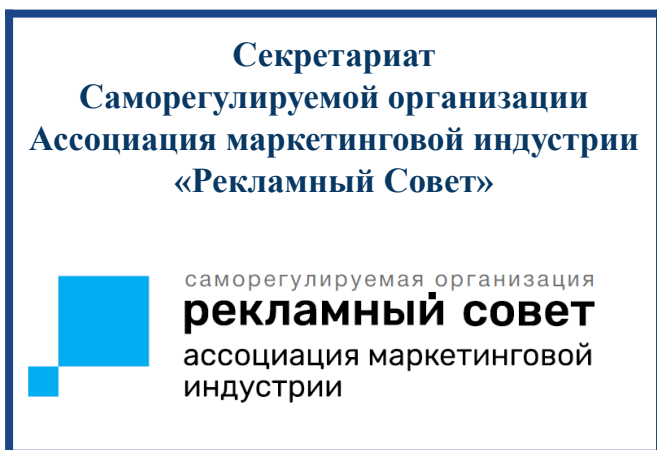 Секретариат
Саморегулируемой организации
Ассоциация маркетинговой индустрии
«Рекламный Совет»
саморегулируемая организация
рекламный совет
ассоциация маркетинговой
индустрии